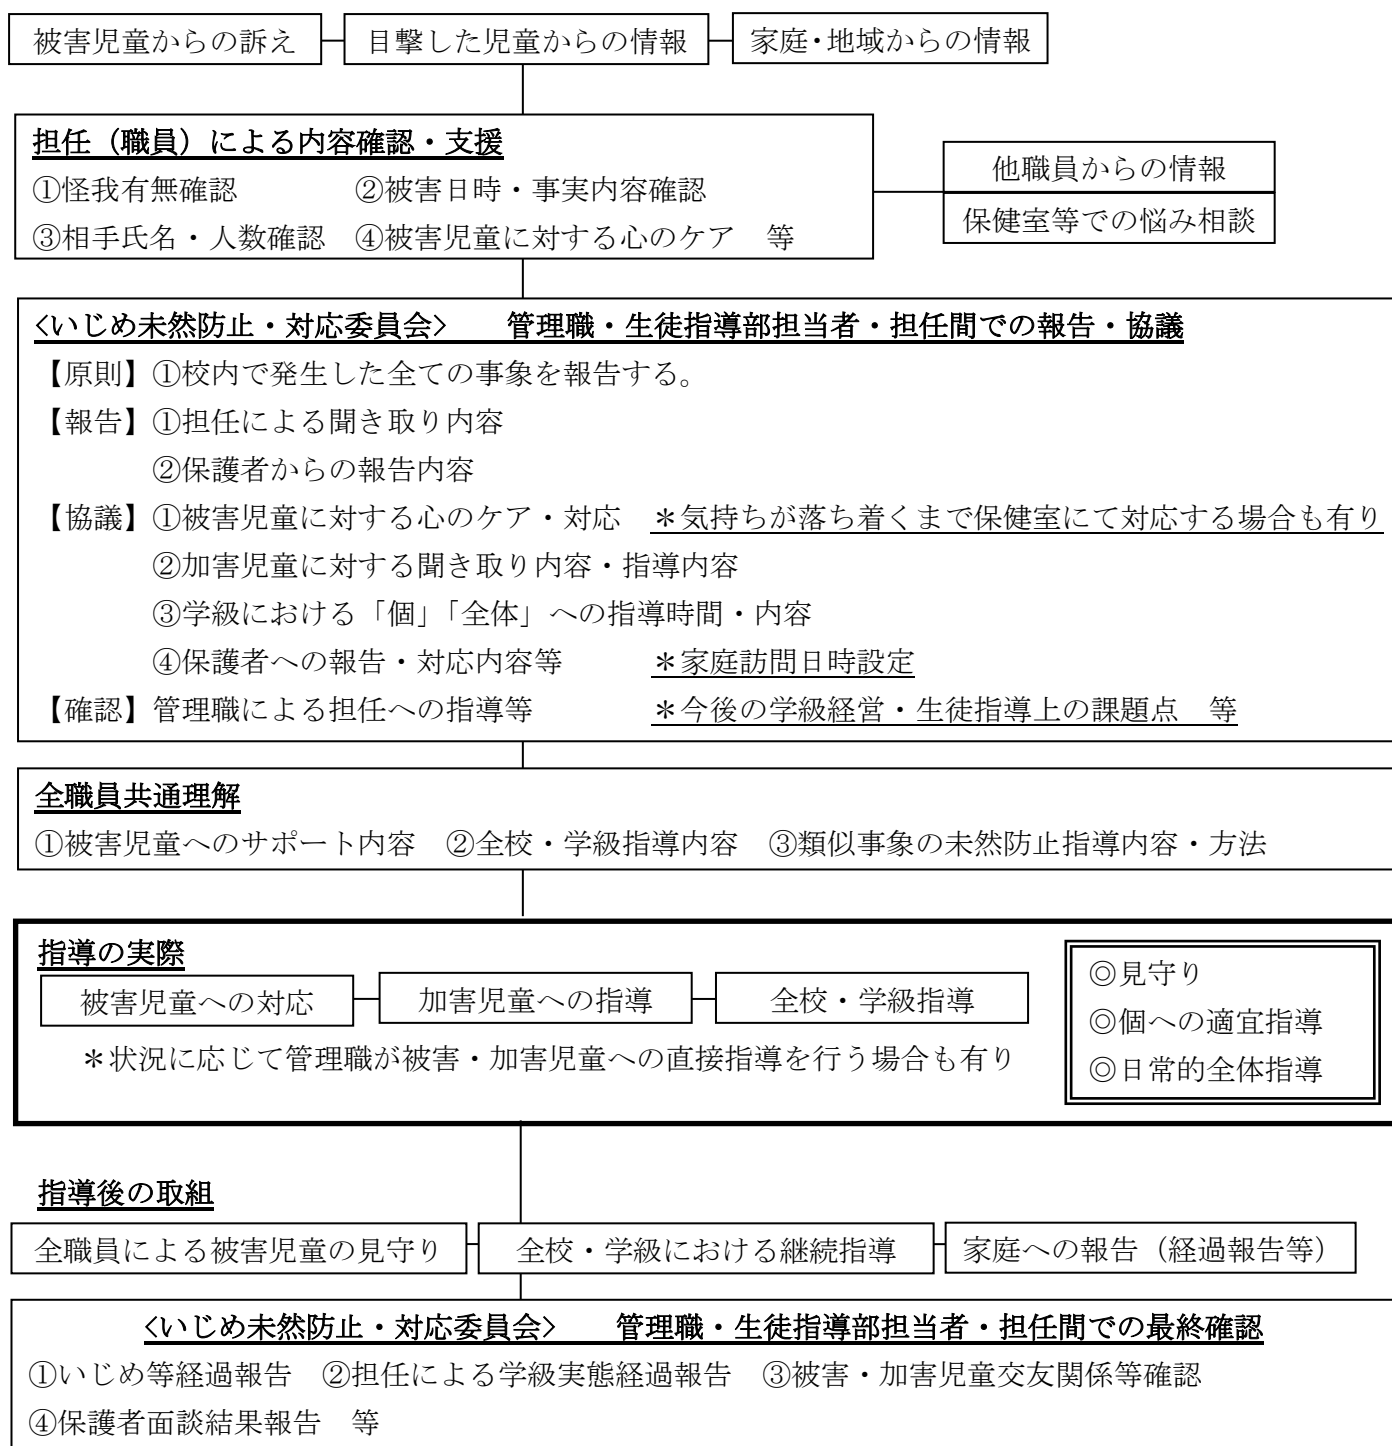 被害児童からの訴え 目撃した児童からの情報 家庭・地域からの情報
担任（職員）による内容確認・支援
①怪我有無確認 ②被害日時・事実内容確認
③相手氏名・人数確認 ④被害児童に対する心のケア 等
他職員からの情報
保健室等での悩み相談
<いじめ未然防止・対応委員会> 管理職・生徒指導部担当者・担任間での報告・協議
【原則】①校内で発生した全ての事象を報告する。
【報告】①担任による聞き取り内容
②保護者からの報告内容
【協議】①被害児童に対する心のケア・対応 ＊気持ちが落ち着くまで保健室にて対応する場合も有り
②加害児童に対する聞き取り内容・指導内容
③学級における「個」「全体」への指導時間・内容
④保護者への報告・対応内容等 ＊家庭訪問日時設定
【確認】管理職による担任への指導等 ＊今後の学級経営・生徒指導上の課題点 等
全職員共通理解
①被害児童へのサポート内容 ②全校・学級指導内容 ③類似事象の未然防止指導内容・方法
指導の実際
被害児童への対応 加害児童への指導 全校・学級指導
＊状況に応じて管理職が被害・加害児童への直接指導を行う場合も有り
◎見守り
◎個への適宜指導
◎日常的全体指導
指導後の取組
全職員による被害児童の見守り 全校・学級における継続指導 家庭への報告（経過報告等）
<いじめ未然防止・対応委員会> 管理職・生徒指導部担当者・担任間での最終確認
①いじめ等経過報告 ②担任による学級実態経過報告 ③被害・加害児童交友関係等確認
④保護者面談結果報告 等